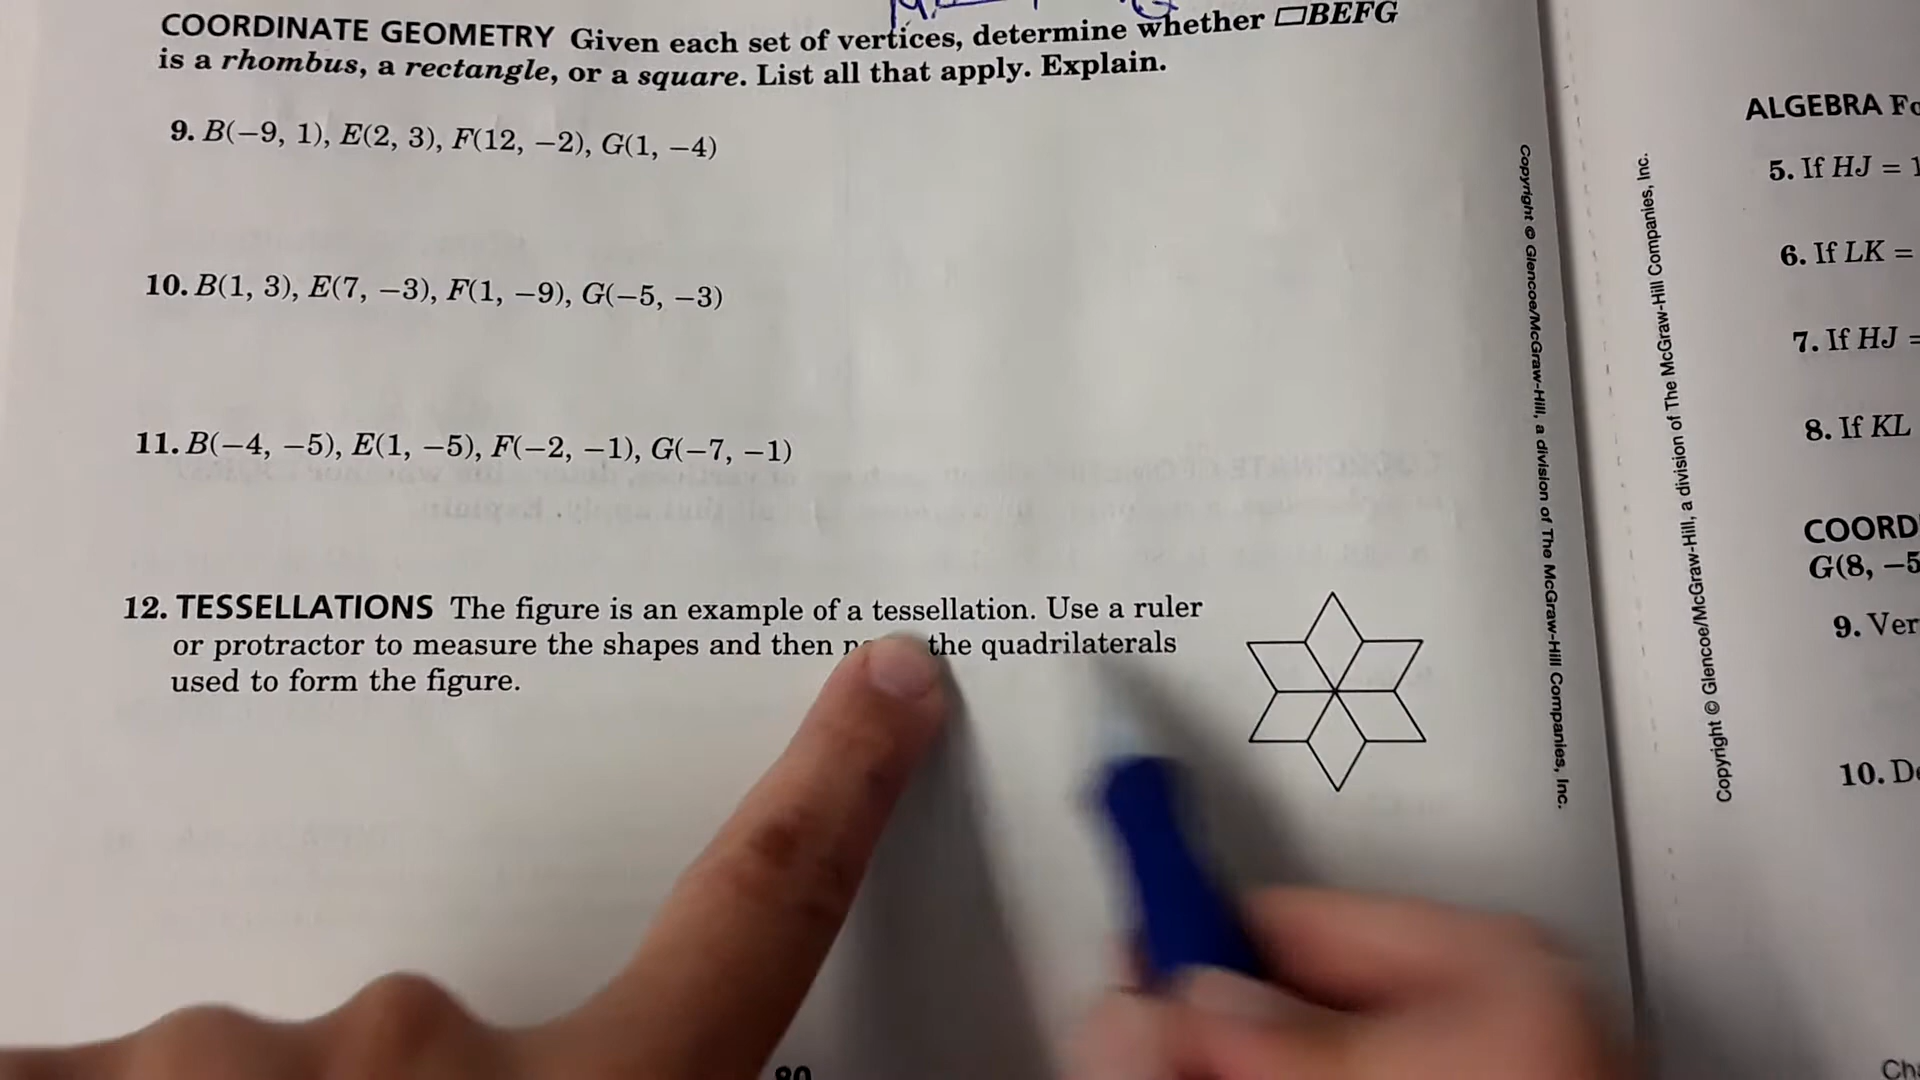 COORDINATE GEOMETRY Given each set of vertices, determine whether ▱BEFG
is a rhombus, a rectangle, or a square. List all that apply. Explain.
9. B(−9, 1), E(2, 3), F(12, −2), G(1, −4)
10. B(1, 3), E(7, −3), F(1, −9), G(−5, −3)
11. B(−4, −5), E(1, −5), F(−2, −1), G(−7, −1)
12. TESSELLATIONS The figure is an example of a tessellation. Use a ruler
or protractor to measure the shapes and then the quadrilaterals
used to form the figure.
Copyright © Glencoe/McGraw-Hill, a division of The McGraw-Hill Companies, Inc.
Copyright © Glencoe/McGraw-Hill, a division of The McGraw-Hill Companies, Inc.
ALGEBRA
5. If HJ = 1
6. If LK =
7. If HJ =
8. If KL
G(8, −5
9.
10.